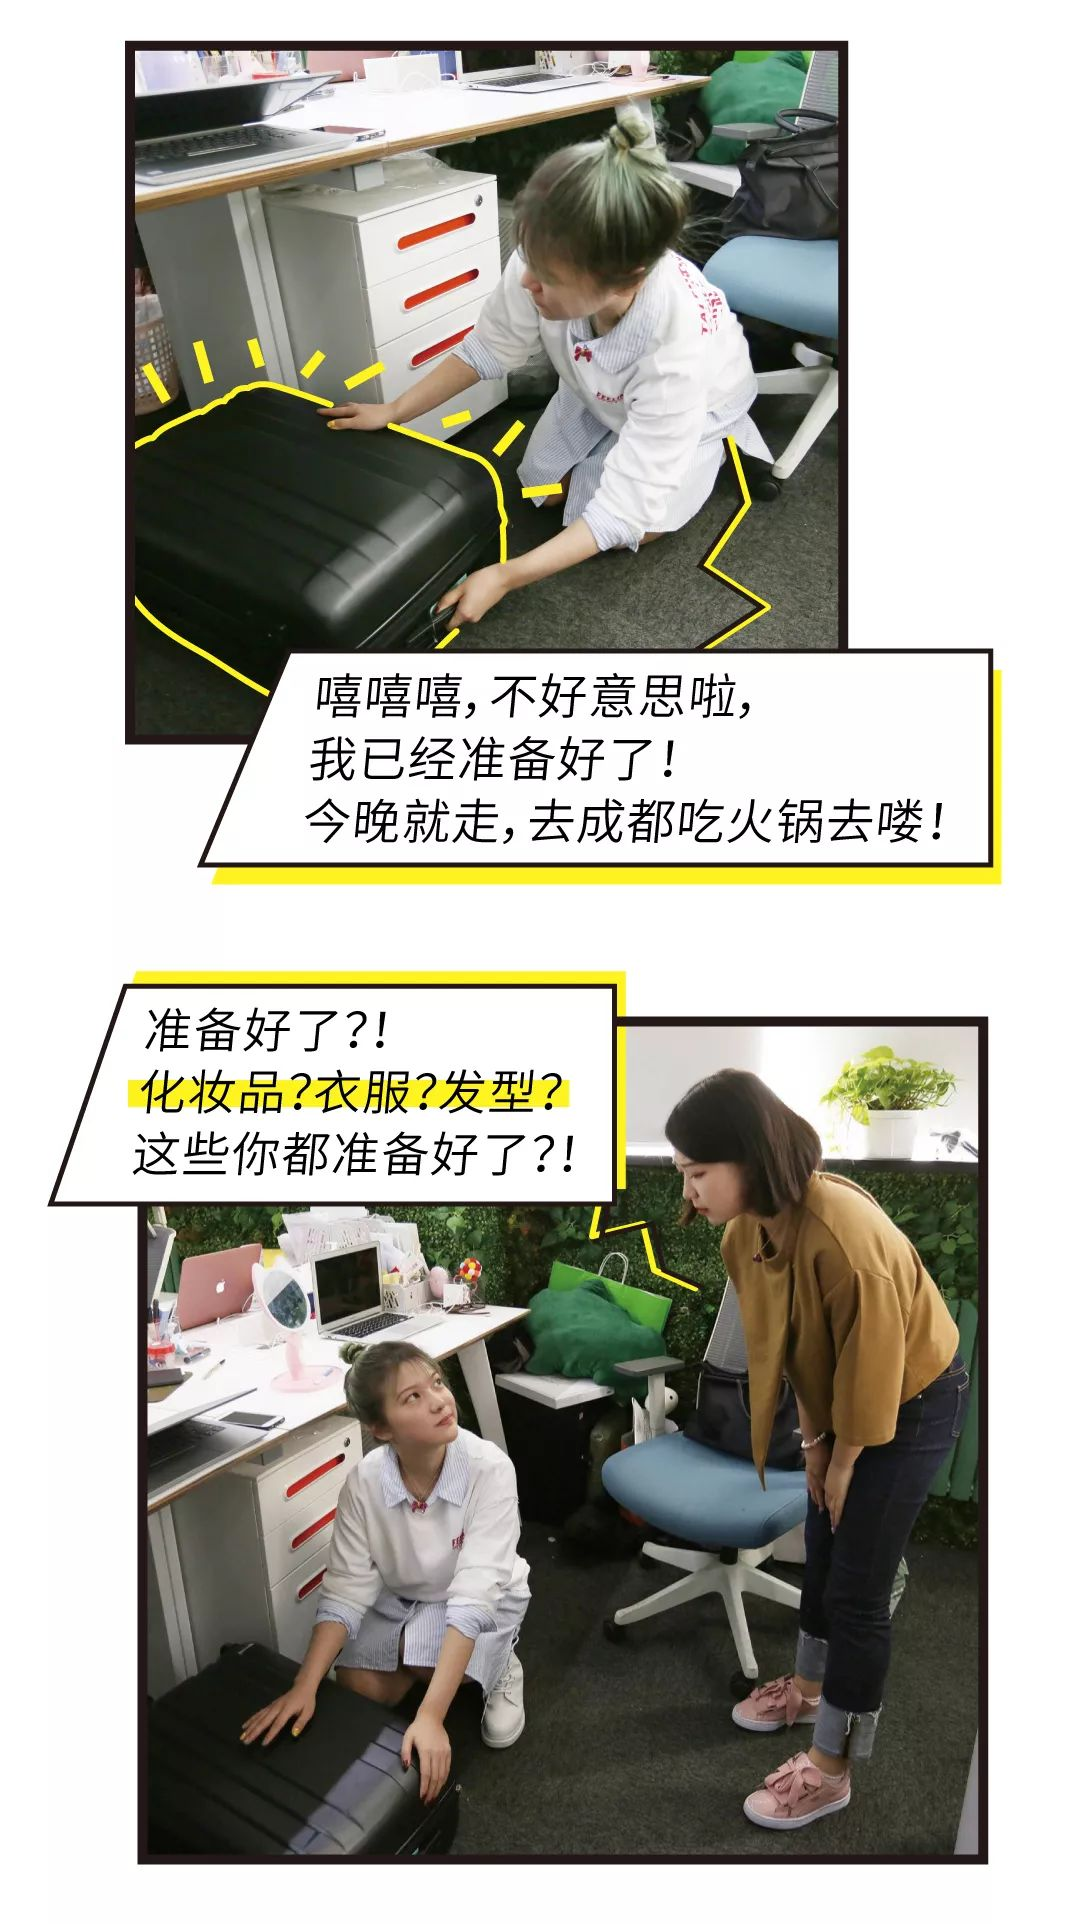 嘻嘻嘻，不好意思啦，
我已经准备好了！
今晚就走，去成都吃火锅去喽！
准备好了？！
化妆品？衣服？发型？
这些你都准备好了？！